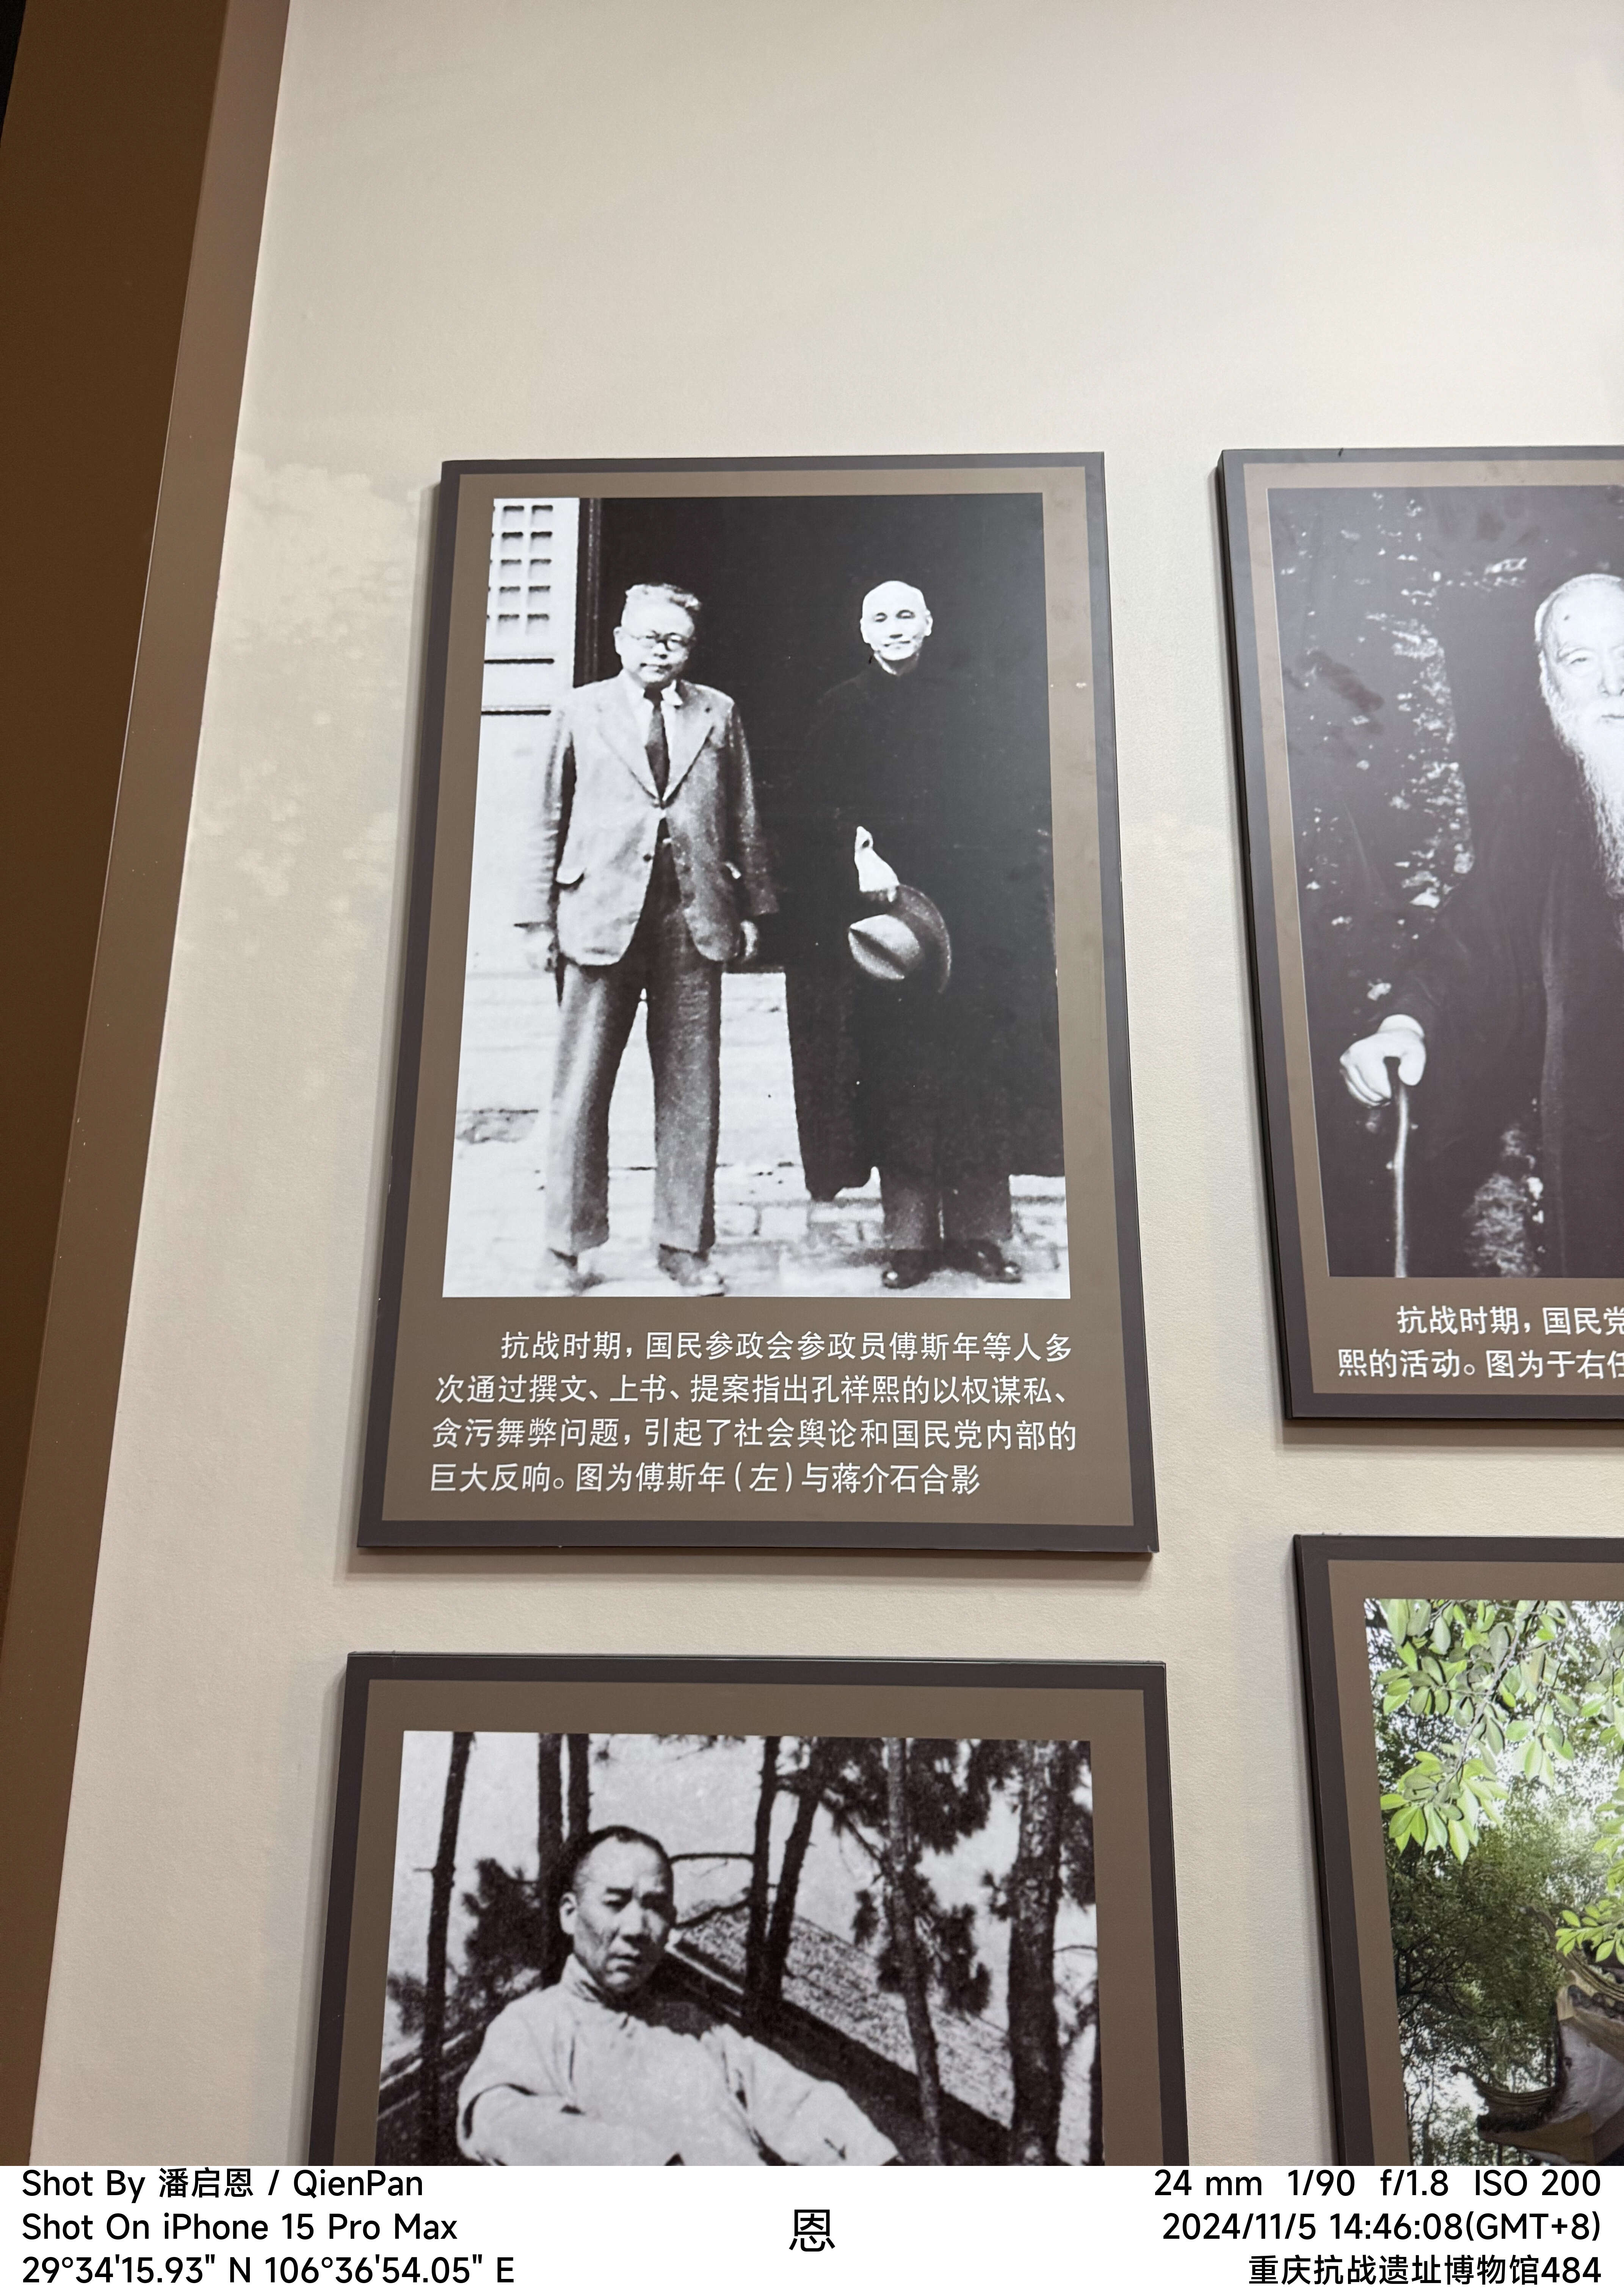 抗战时期，国民参政会参政员傅斯年等人多
次通过撰文、上书、提案指出孔祥熙的以权谋私、
贪污舞弊问题，引起了社会舆论和国民党内部的
巨大反响。图为傅斯年(左)与蒋介石合影
抗战时期，国民党
熙的活动。图为于右任
Shot By 潘启恩 / QienPan
Shot On iPhone 15 Pro Max
29°34'15.93" N 106°36'54.05" E
恩
24 mm 1/90 f/1.8 ISO 200
2024/11/5 14:46:08(GMT+8)
重庆抗战遗址博物馆484